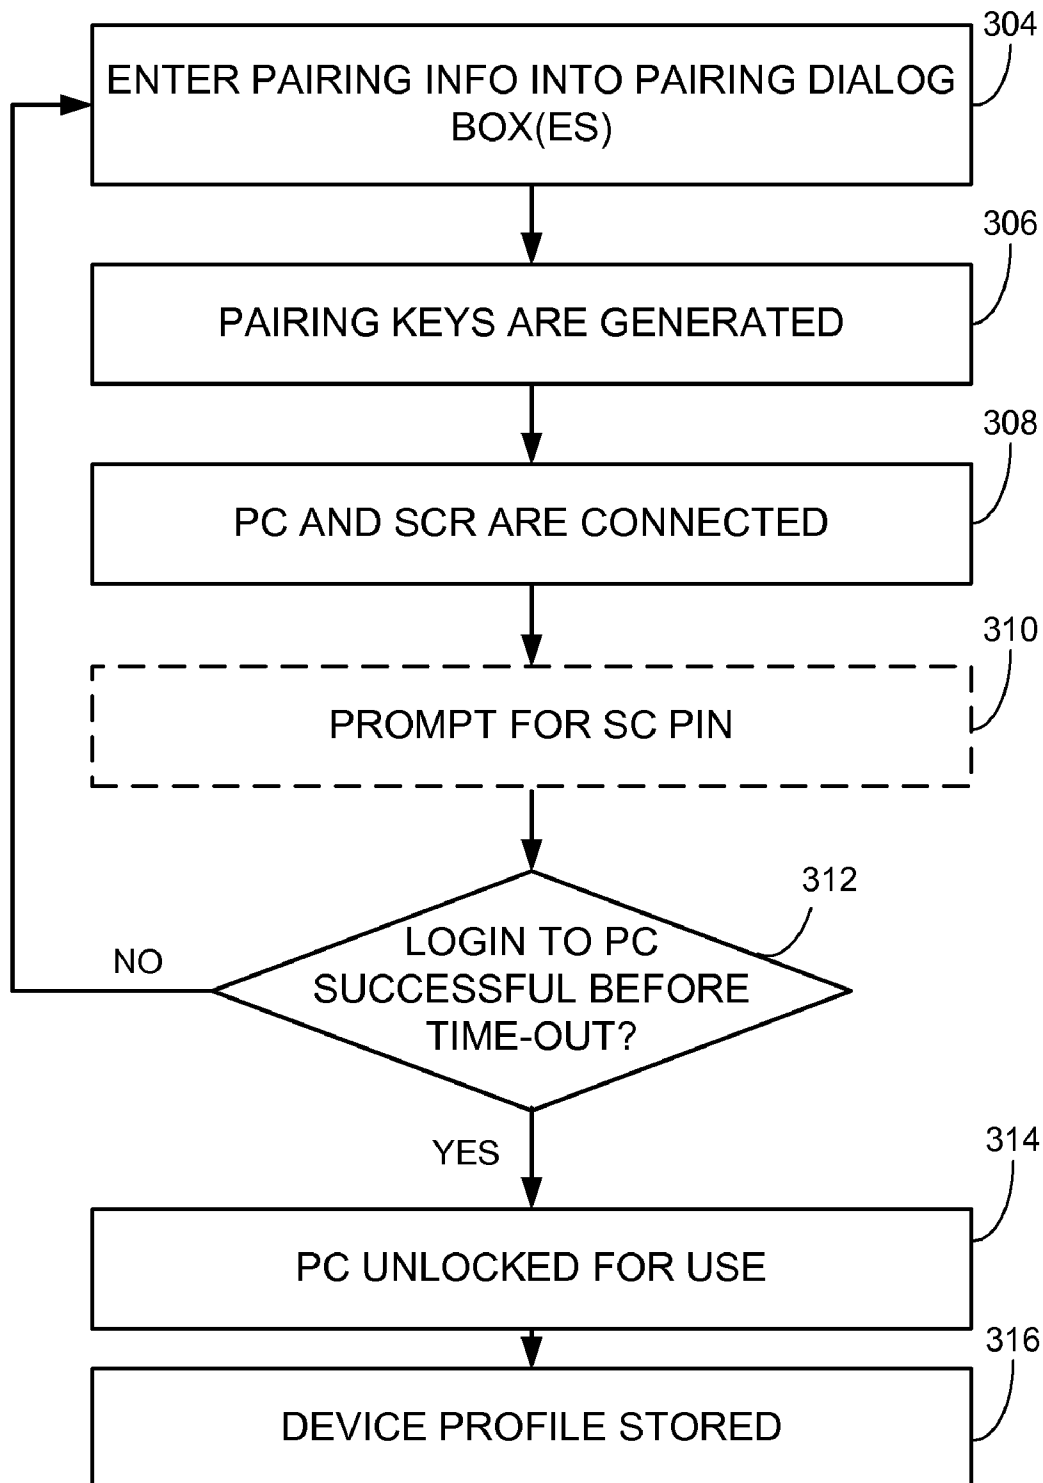 304
ENTER PAIRING INFO INTO PAIRING DIALOG
BOX(ES)
306
PAIRING KEYS ARE GENERATED
308
PC AND SCR ARE CONNECTED
310
PROMPT FOR SC PIN
312
LOGIN TO PC
SUCCESSFUL BEFORE
TIME-OUT?
NO
YES
314
PC UNLOCKED FOR USE
316
DEVICE PROFILE STORED